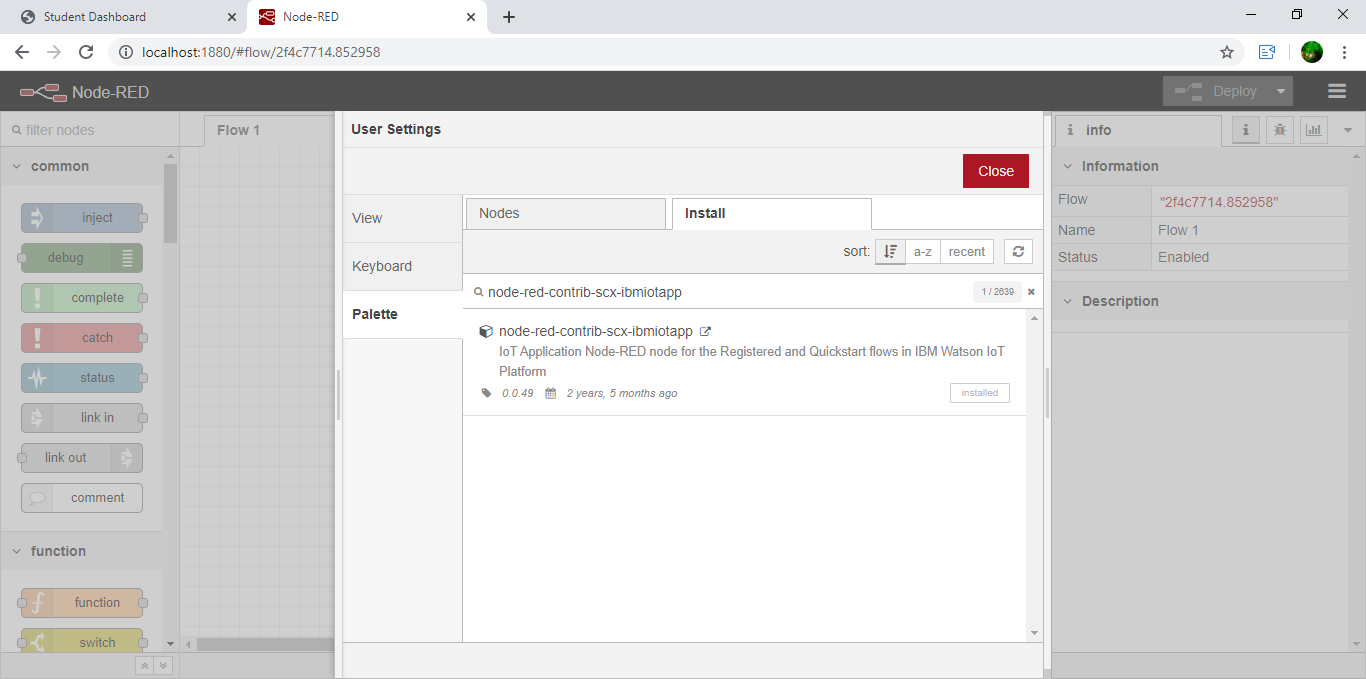 Student Dashboard
Node-RED
localhost:1880/#flow/2f4c7714.852958
Node-RED
Deploy
filter nodes
common
inject
debug
complete
catch
status
link in
link out
comment
function
function
switch
Flow 1
User Settings
Close
View
Keyboard
Palette
Nodes
Install
sort:
a-z
recent
node-red-contrib-scx-ibmiotapp
1 / 2639
node-red-contrib-scx-ibmiotapp
IoT Application Node-RED node for the Registered and Quickstart flows in IBM Watson IoT
Platform
0.0.49
2 years, 5 months ago
installed
info
Information
Flow "2f4c7714.852958"
Name Flow 1
Status Enabled
Description